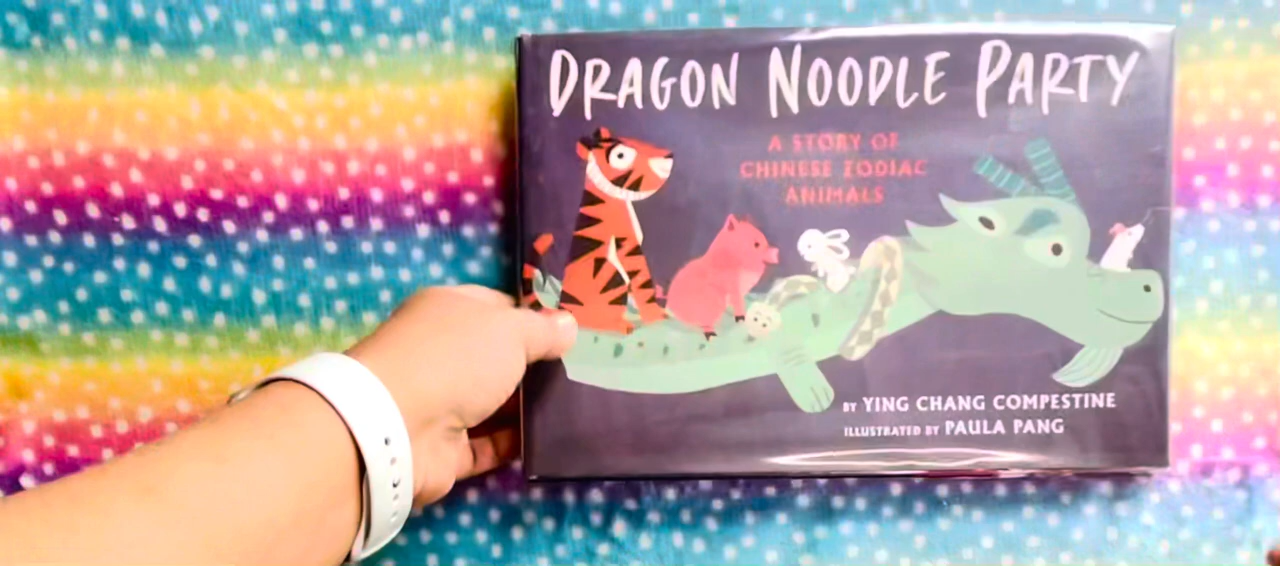 DRAGON NOODLE PARTY
A STORY OF
CHINESE ZODIAC
ANIMALS
BY YING CHANG COMPESTINE
ILLUSTRATED BY PAULA PANG